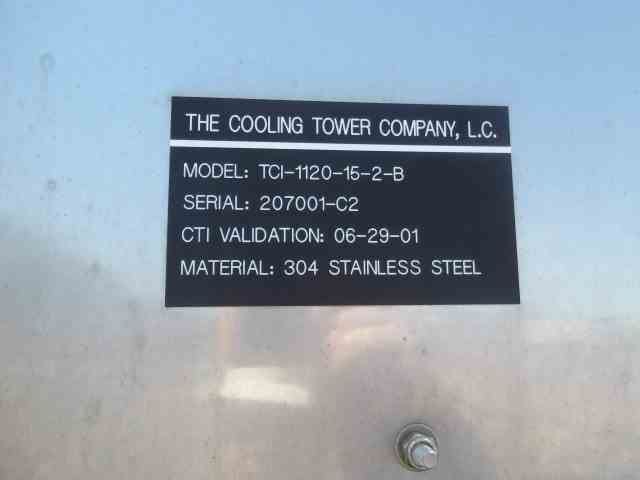 THE COOLING TOWER COMPANY, L.C.
MODEL: TCI-1120-15-2-B
SERIAL: 207001-C2
CTI VALIDATION: 06-29-01
MATERIAL: 304 STAINLESS STEEL